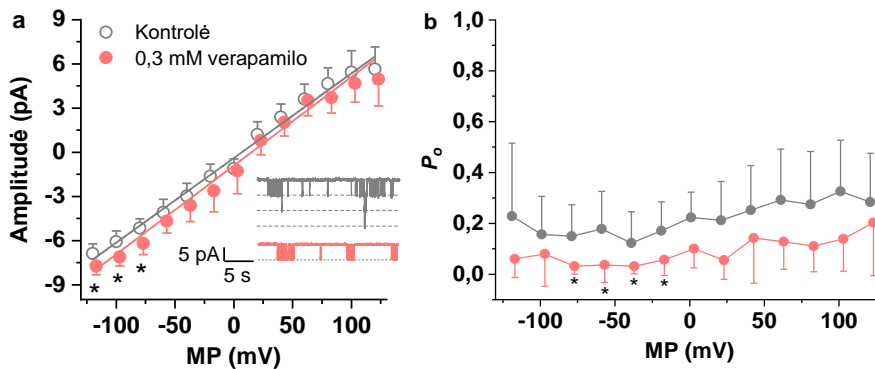 a
Amplitudė (pA)
9
6
3
0
-3
-6
-9
Kontrolė
0,3 mM verapamilo
5 pA
5 s
* * *
-100 -50 0 50 100
MP (mV)
b
Po
1,0
0,8
0,6
0,4
0,2
0,0
* * * *
-100 -50 0 50 100
MP (mV)